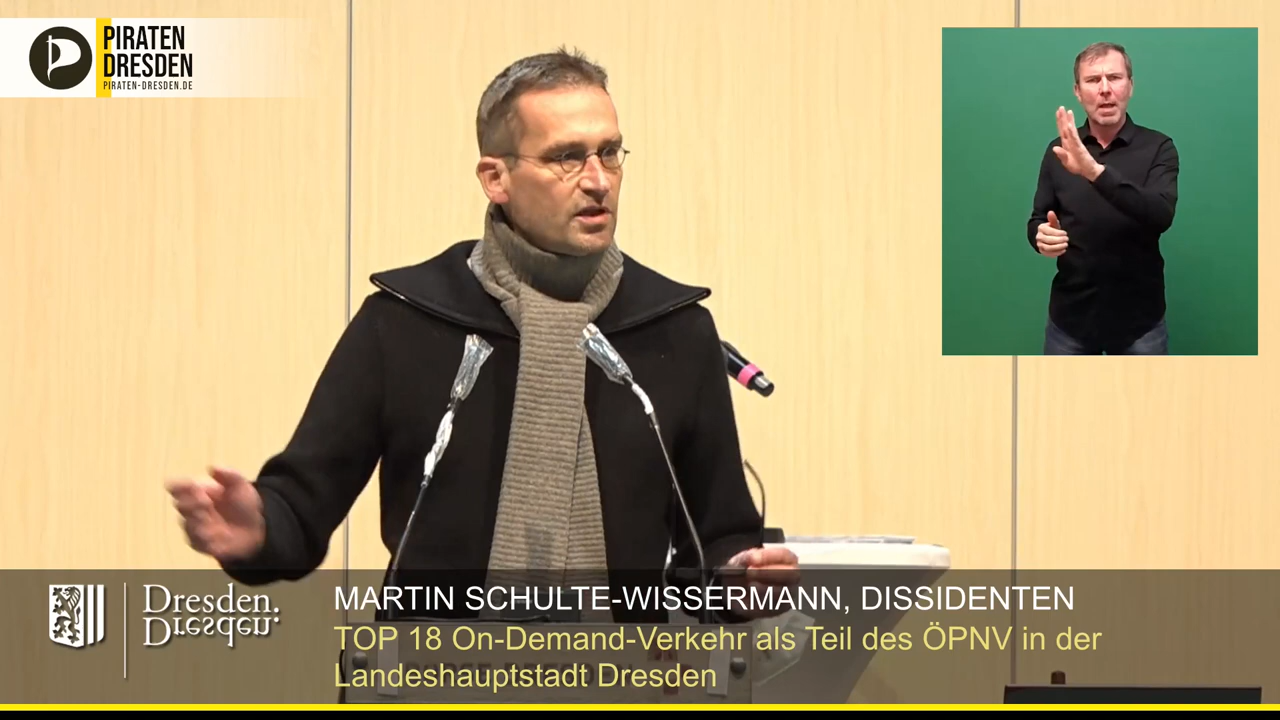 PIRATEN
DRESDEN
PIRATEN-DRESDEN.DE
Dresden.
Dresden.
MARTIN SCHULTE-WISSERMANN, DISSIDENTEN
TOP 18 On-Demand-Verkehr als Teil des ÖPNV in der
Landeshauptstadt Dresden